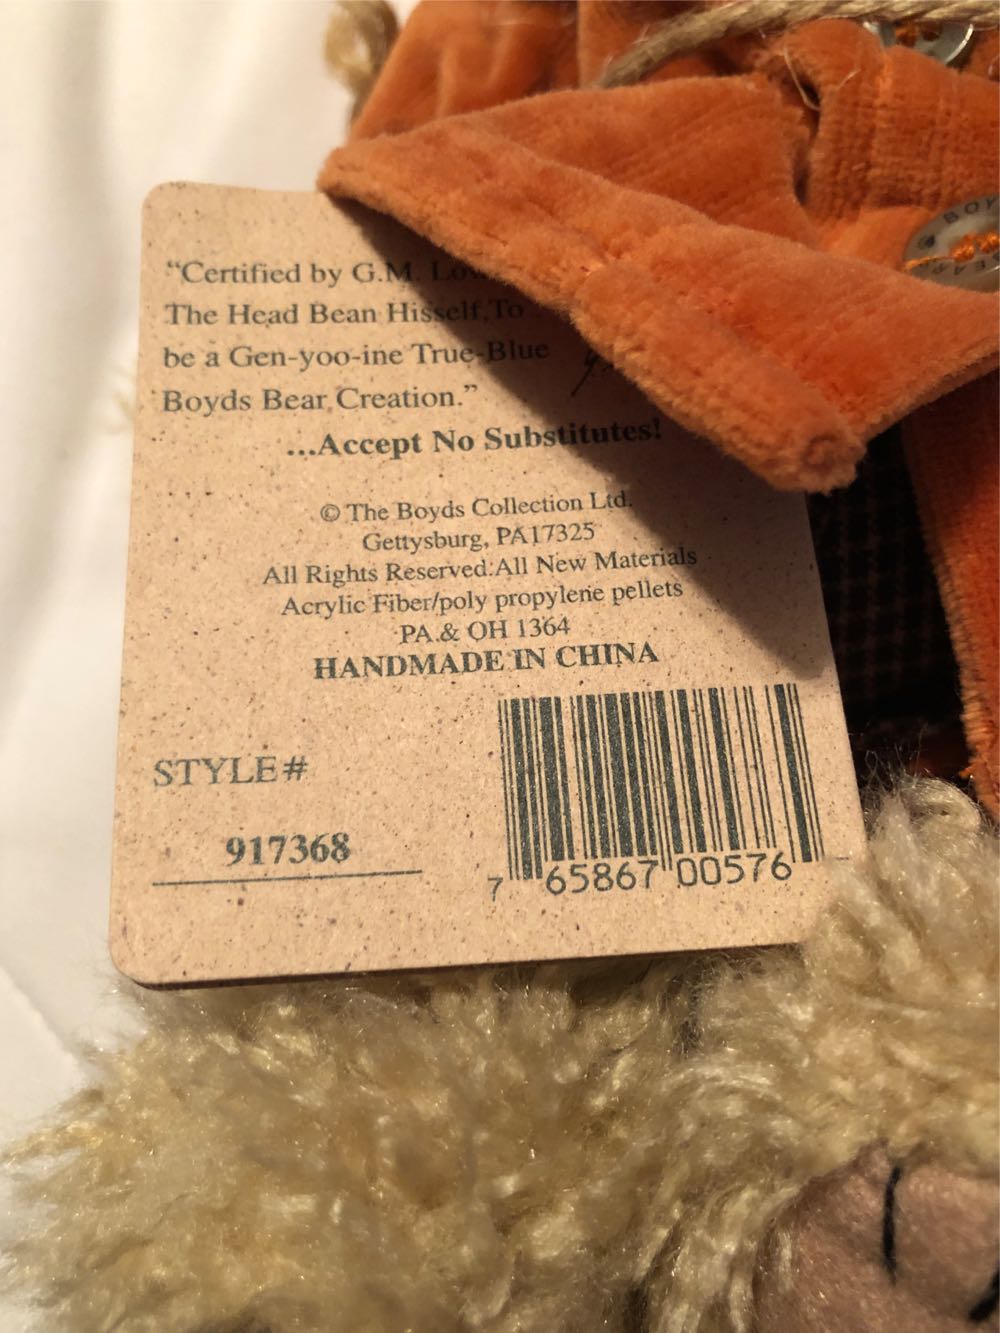 "Certified by G.M.
The Head Bean Hisself, To
be a Gen-yoo-ine True-Blue
Boyds Bear Creation."
...Accept No Substitutes!
© The Boyds Collection Ltd.
Gettysburg, PA17325
All Rights Reserved.All New Materials
Acrylic Fiber/poly propylene pellets
PA.& OH 1364
HANDMADE IN CHINA
STYLE#
917368
7 65867 00576